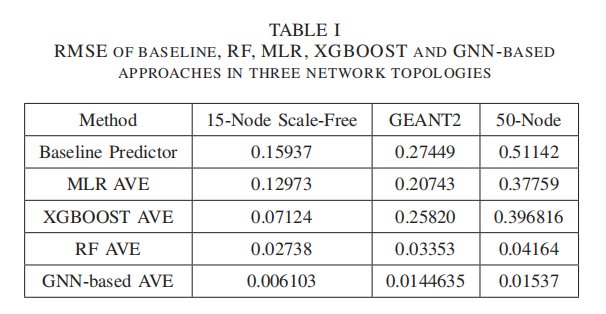 TABLE I
RMSE OF BASELINE, RF, MLR, XGBOOST AND GNN-BASED
APPROACHES IN THREE NETWORK TOPOLOGIES
Method 15-Node Scale-Free GEANT2 50-Node
Baseline Predictor 0.15937 0.27449 0.51142
MLR AVE 0.12973 0.20743 0.37759
XGBOOST AVE 0.07124 0.25820 0.396816
RF AVE 0.02738 0.03353 0.04164
GNN-based AVE 0.006103 0.0144635 0.01537